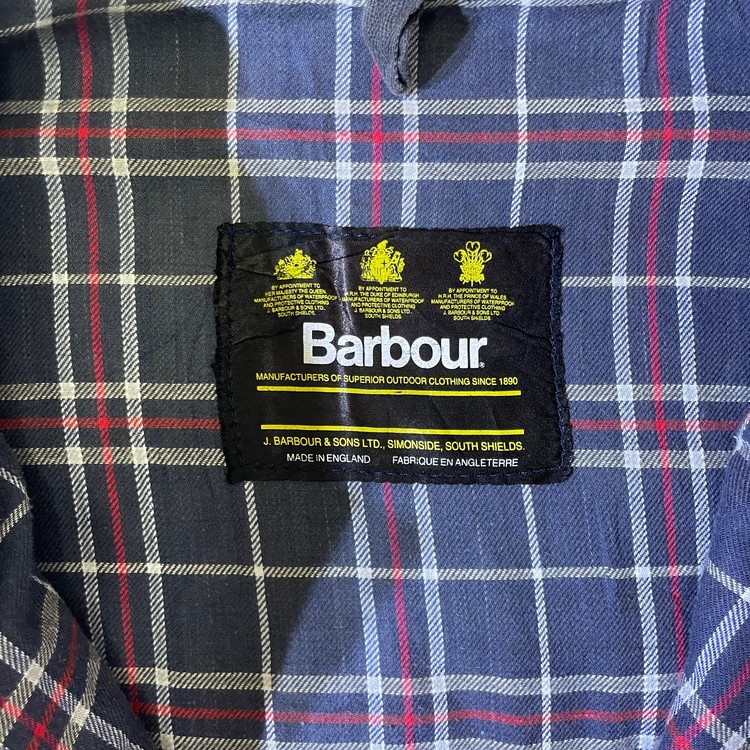 BY APPOINTMENT TO
HER MAJESTY THE QUEEN
MANUFACTURERS OF WATERPROOF
AND PROTECTIVE CLOTHING
J. BARBOUR & SONS LTD.
SOUTH SHIELDS.
BY APPOINTMENT TO
H.R.H. THE DUKE OF EDINBURGH
MANUFACTURERS OF WATERPROOF
AND PROTECTIVE CLOTHING
J. BARBOUR & SONS LTD.
SOUTH SHIELDS.
BY APPOINTMENT TO
H.R.H. THE PRINCE OF WALES
MANUFACTURERS OF WATERPROOF
AND PROTECTIVE CLOTHING
J. BARBOUR & SONS LTD.
SOUTH SHIELDS
Barbour®
MANUFACTURERS OF SUPERIOR OUTDOOR CLOTHING SINCE 1890
J. BARBOUR & SONS LTD., SIMONSIDE, SOUTH SHIELDS.
MADE IN ENGLAND FABRIQUE EN ANGLETERRE